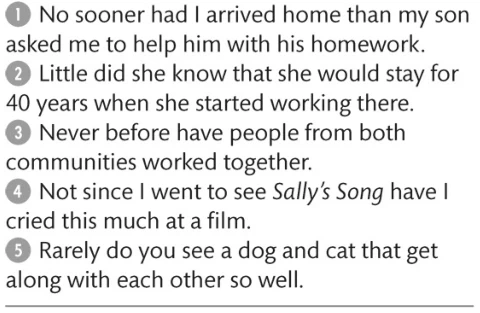 1 No sooner had I arrived home than my son
asked me to help him with his homework.
2 Little did she know that she would stay for
40 years when she started working there.
3 Never before have people from both
communities worked together.
4 Not since I went to see Sally's Song have I
cried this much at a film.
5 Rarely do you see a dog and cat that get
along with each other so well.